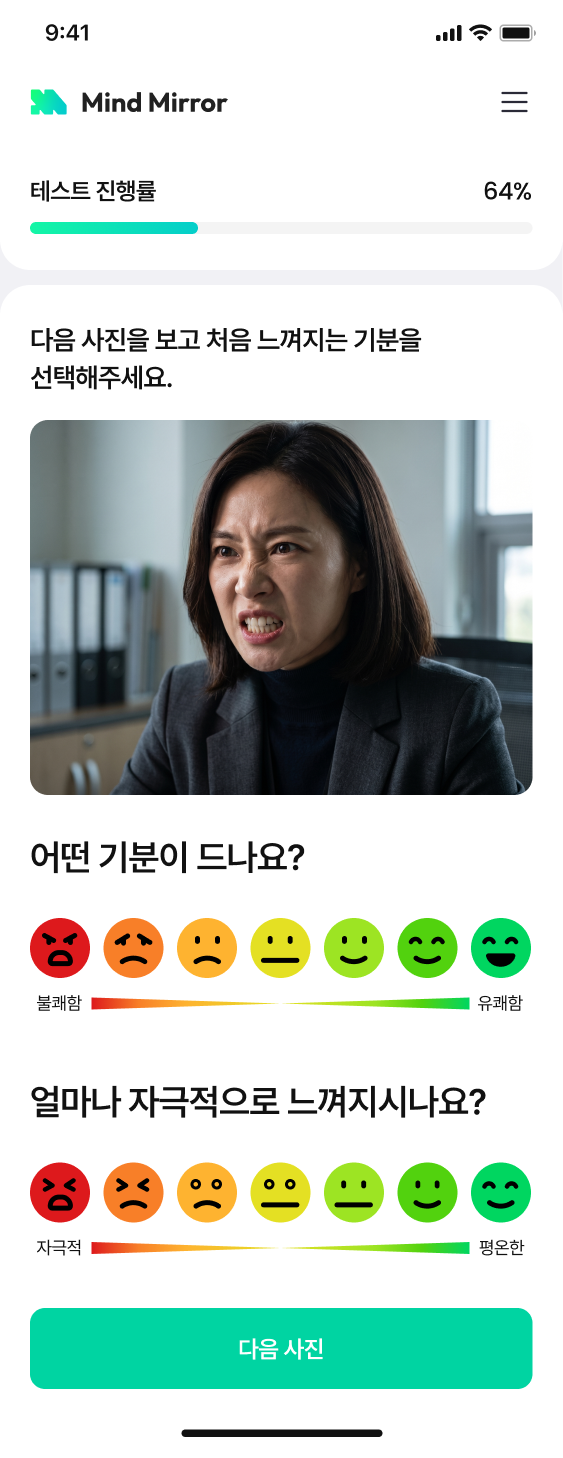 9:41
Mind Mirror
테스트 진행률 64%
다음 사진을 보고 처음 느껴지는 기분을
선택해주세요.
어떤 기분이 드나요?
불쾌함 유쾌함
얼마나 자극적으로 느껴지시나요?
자극적 평온한
다음 사진